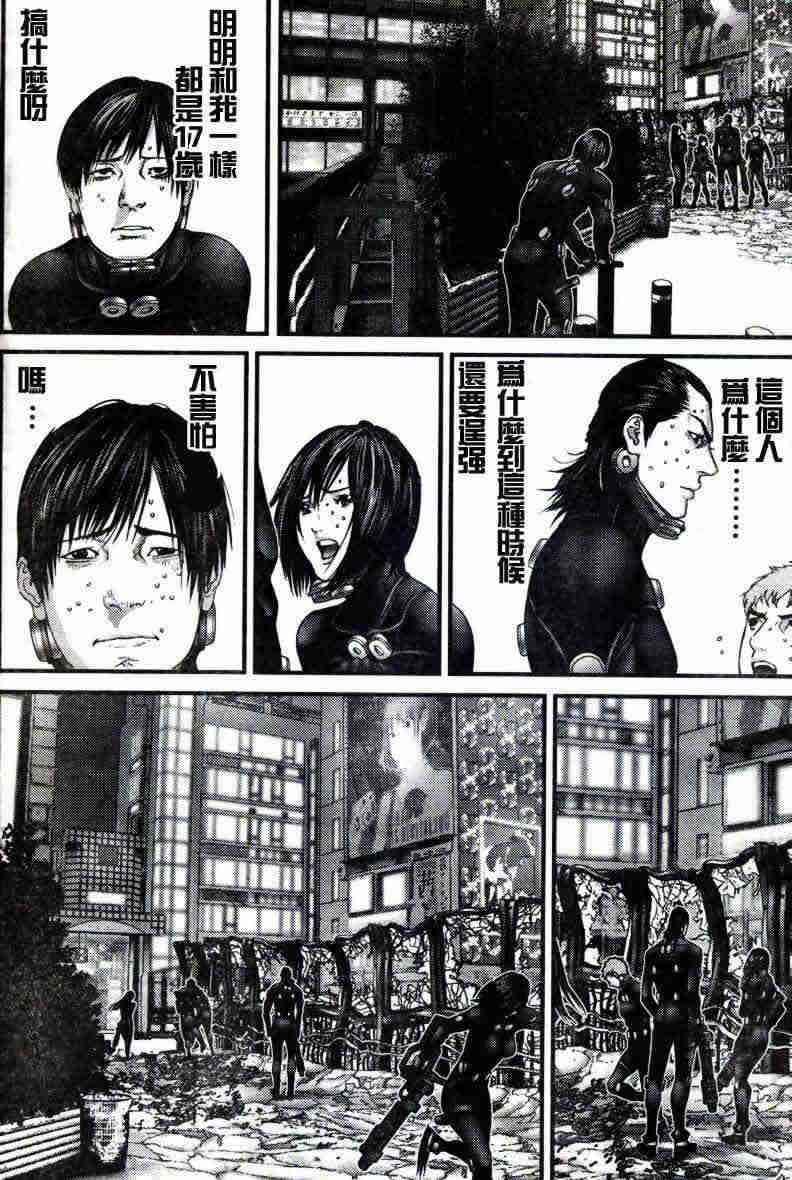 明明和我一樣
都是17歲
搞什麼呀
這個人
為什麼………
為什麼到這種時候
還要逞强
不害怕
嗎…